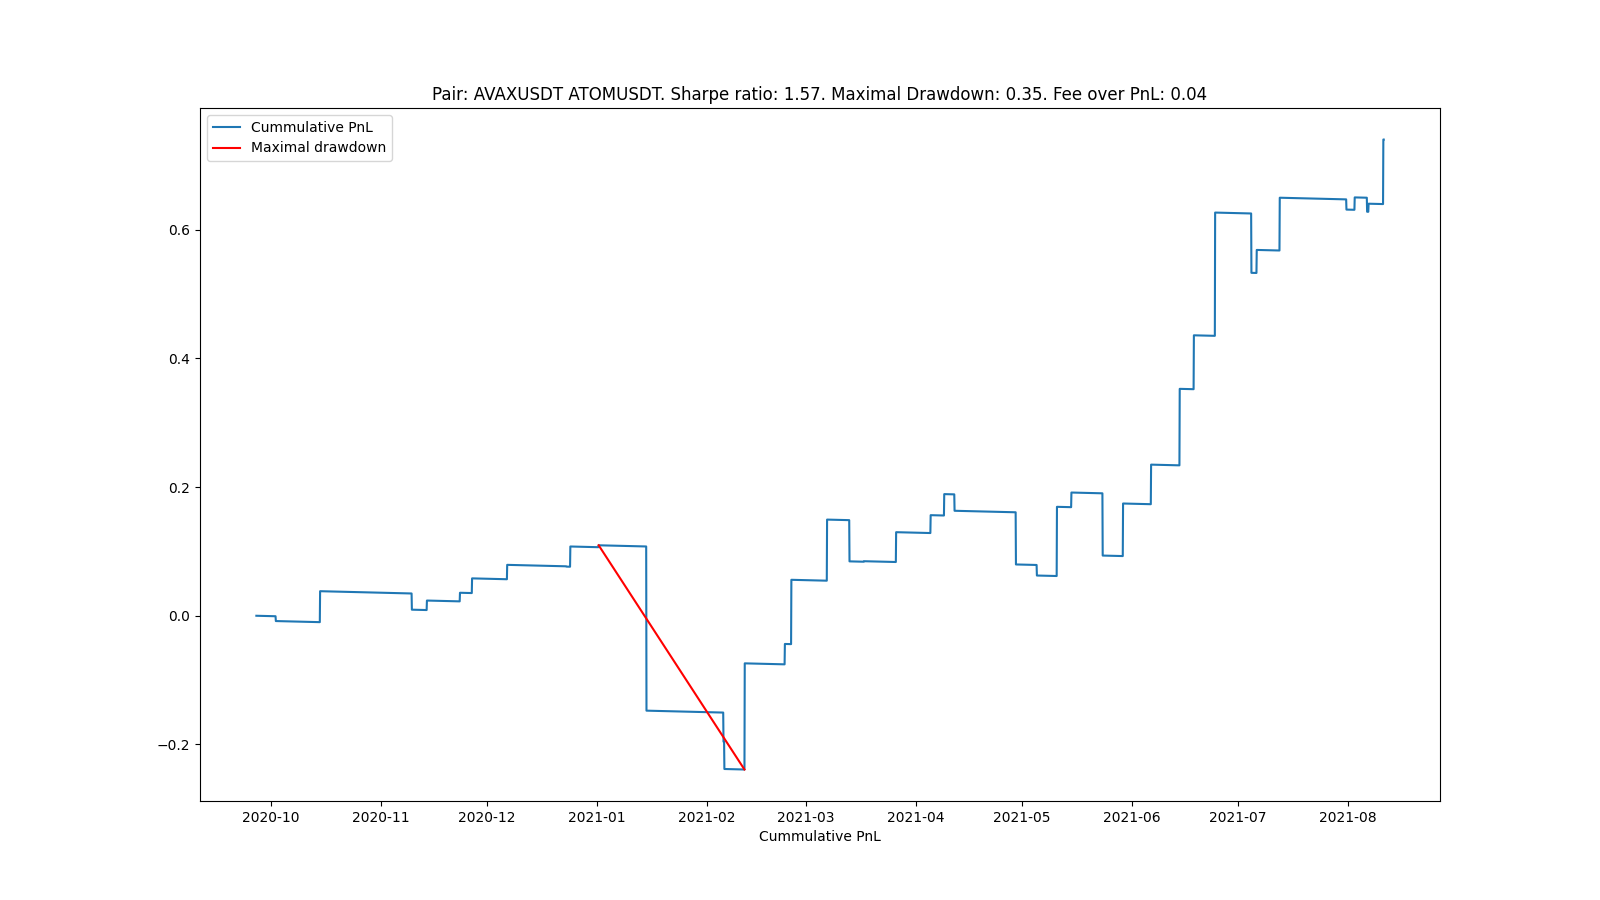 Pair: AVAXUSDT ATOMUSDT. Sharpe ratio: 1.57. Maximal Drawdown: 0.35. Fee over PnL: 0.04
Cummulative PnL
Maximal drawdown
0.6
0.4
0.2
0.0
−0.2
2020-10 2020-11 2020-12 2021-01 2021-02 2021-03 2021-04 2021-05 2021-06 2021-07 2021-08
Cummulative PnL